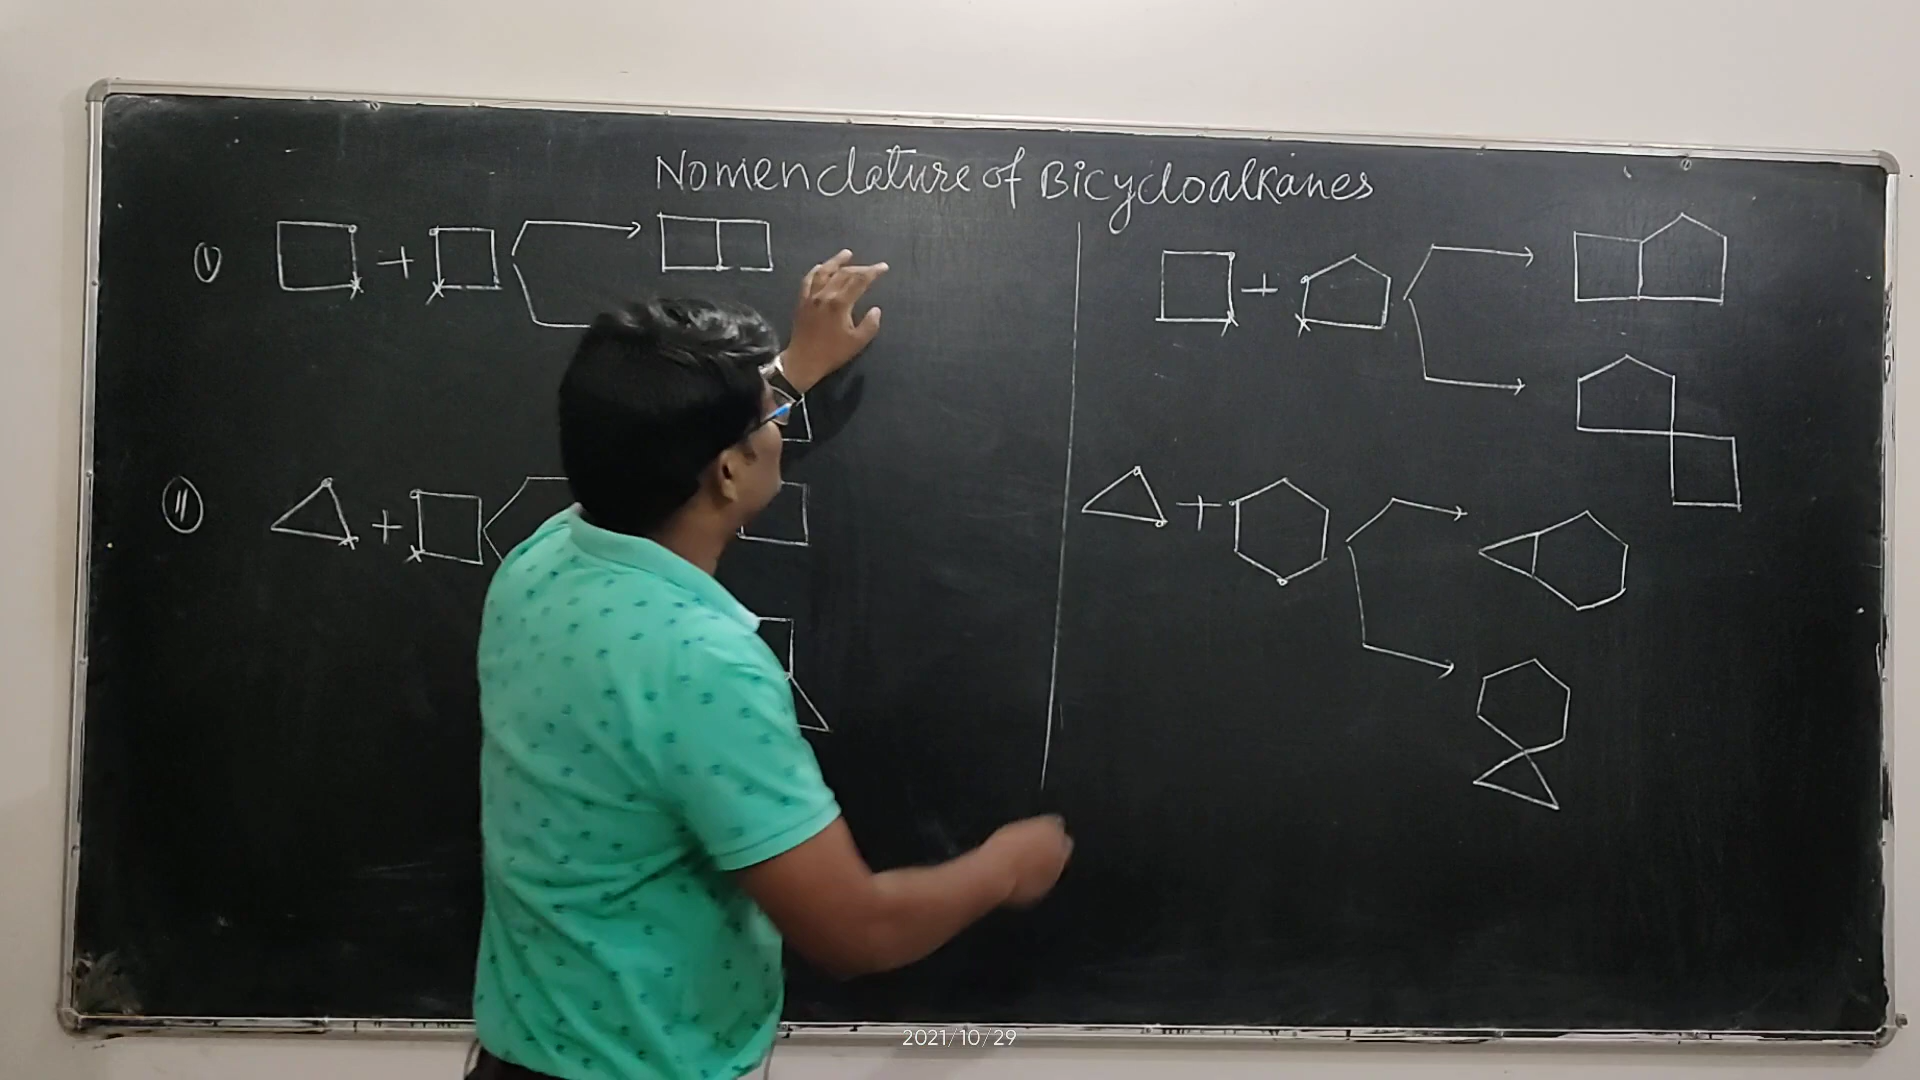 Nomenclature of Bicycloalkanes
I
+
+
II
+
+
2021/10/29